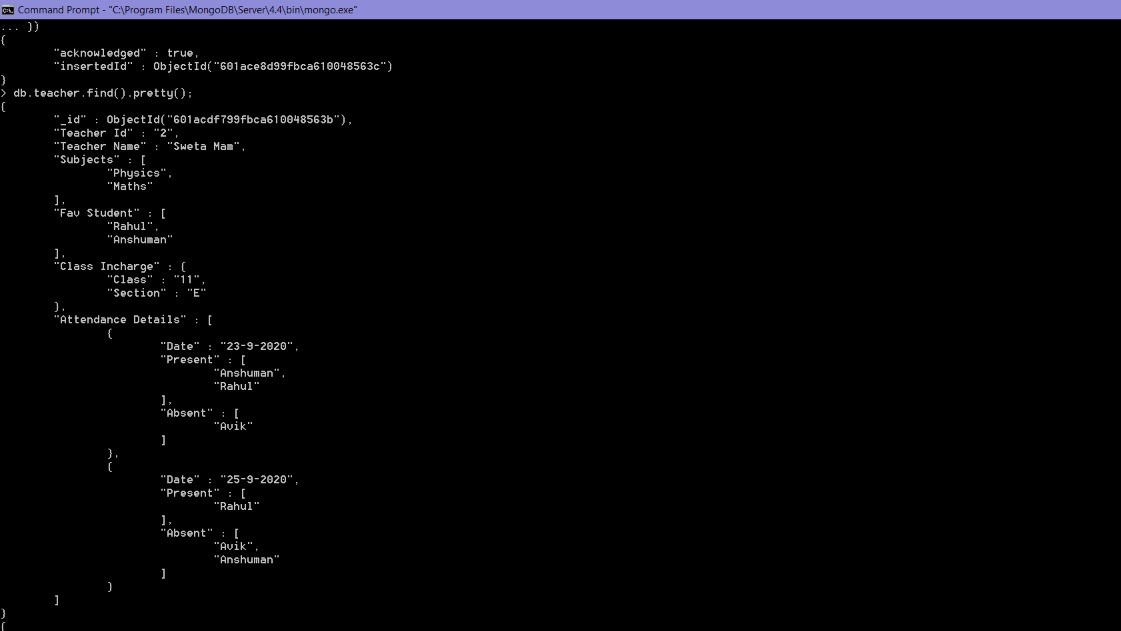 Command Prompt - "C:\Program Files\MongoDB\Server\4.4\bin\mongo.exe"
... })
{
"acknowledged" : true,
"insertedId" : ObjectId("601ace8d99fbca610048563c")
}
> db.teacher.find().pretty();
{
"_id" : ObjectId("601acdf799fbca610048563b"),
"Teacher Id" : "2",
"Teacher Name" : "Sweta Mam",
"Subjects" : [
"Physics",
"Maths"
],
"Fav Student" : [
"Rahul",
"Anshuman"
],
"Class Incharge" : {
"Class" : "11",
"Section" : "E"
},
"Attendance Details" : [
{
"Date" : "23-9-2020",
"Present" : [
"Anshuman",
"Rahul"
],
"Absent" : [
"Avik"
]
},
{
"Date" : "25-9-2020",
"Present" : [
"Rahul"
],
"Absent" : [
"Avik",
"Anshuman"
]
}
]
}
{